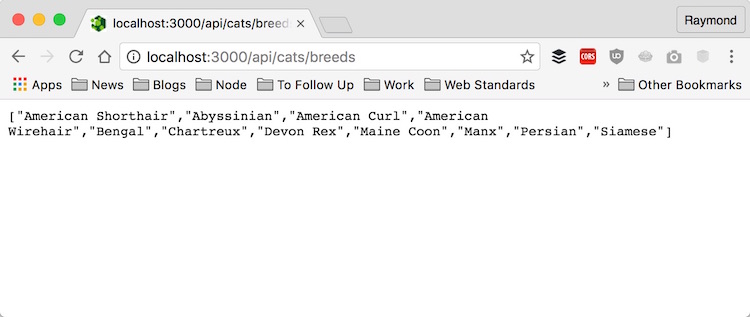 localhost:3000/api/cats/breeds
Raymond
localhost:3000/api/cats/breeds
CORS
Apps News Blogs Node To Follow Up Work Web Standards » Other Bookmarks
["American Shorthair","Abyssinian","American Curl","American
Wirehair","Bengal","Chartreux","Devon Rex","Maine Coon","Manx","Persian","Siamese"]